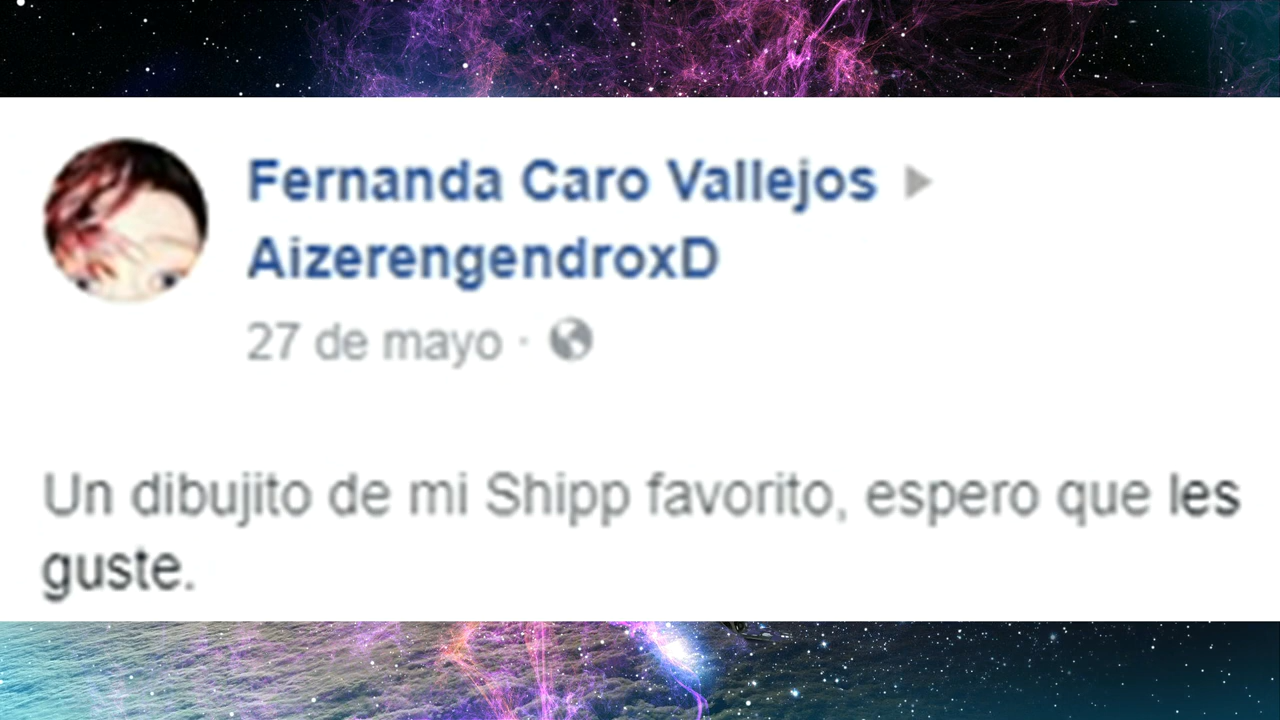 Fernanda Caro Vallejos ▶
AizerengendroxD
27 de mayo ·
Un dibujito de mi Shipp favorito, espero que les
guste.